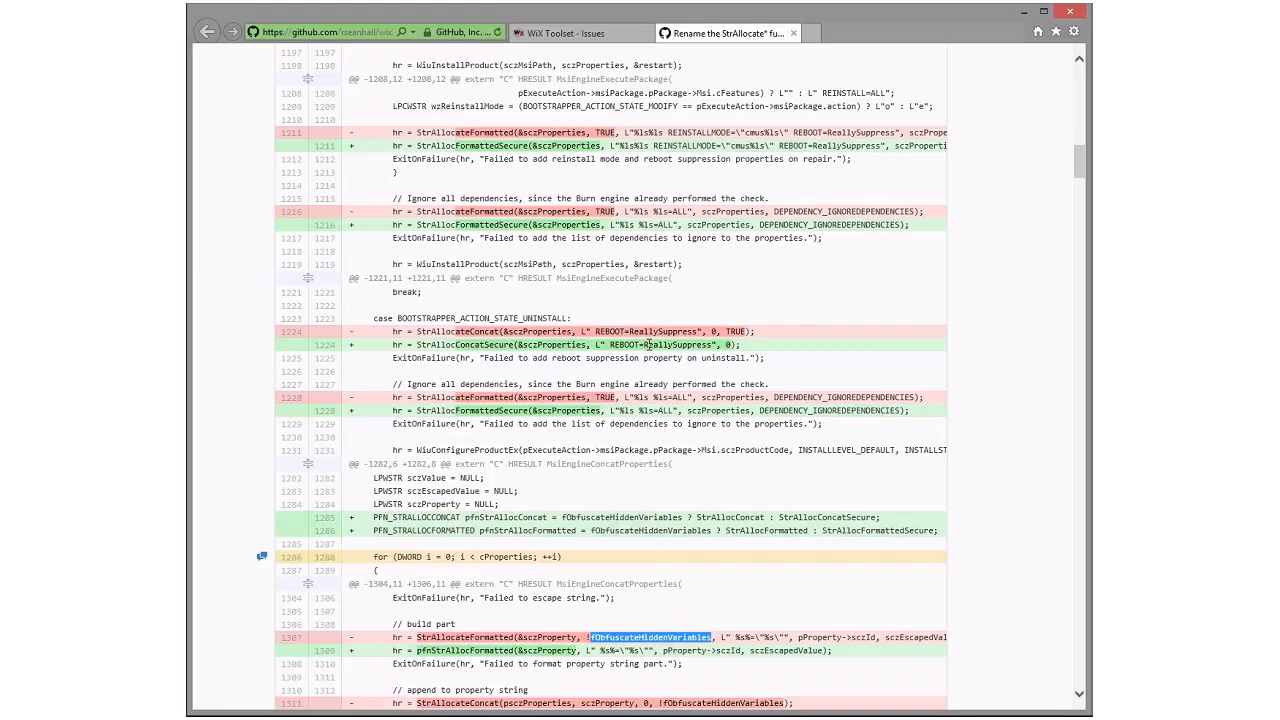 https://github.com/rseanhall/wix GitHub, Inc. WiX Toolset - Issues Rename the StrAllocate* fu...
1197 1197
1198 1198 hr = WiuInstallProduct(sczMsiPath, sczProperties, &restart);
@@ -1208,12 +1208,12 @@ extern "C" HRESULT MsiEngineExecutePackage(
1208 1208 pExecuteAction->msiPackage.pPackage->Msi.cFeatures) ? L"" : L" REINSTALL=ALL";
1209 1209 LPCWSTR wzReinstallMode = (BOOTSTRAPPER_ACTION_STATE_MODIFY == pExecuteAction->msiPackage.action) ? L"o" : L"e";
1210 1210
1211 - hr = StrAllocateFormatted(&sczProperties, TRUE, L"%ls%ls REINSTALLMODE=\"cmus%ls\" REBOOT=ReallySuppress", sczPrope
1211 + hr = StrAllocFormattedSecure(&sczProperties, L"%ls%ls REINSTALLMODE=\"cmus%ls\" REBOOT=ReallySuppress", sczProperti
1212 1212 ExitOnFailure(hr, "Failed to add reinstall mode and reboot suppression properties on repair.");
1213 1213 }
1214 1214
1215 1215 // Ignore all dependencies, since the Burn engine already performed the check.
1216 - hr = StrAllocateFormatted(&sczProperties, TRUE, L"%ls %ls=ALL", sczProperties, DEPENDENCY_IGNOREDEPENDENCIES);
1216 + hr = StrAllocFormattedSecure(&sczProperties, L"%ls %ls=ALL", sczProperties, DEPENDENCY_IGNOREDEPENDENCIES);
1217 1217 ExitOnFailure(hr, "Failed to add the list of dependencies to ignore to the properties.");
1218 1218
1219 1219 hr = WiuInstallProduct(sczMsiPath, sczProperties, &restart);
@@ -1221,11 +1221,11 @@ extern "C" HRESULT MsiEngineExecutePackage(
1221 1221 break;
1222 1222
1223 1223 case BOOTSTRAPPER_ACTION_STATE_UNINSTALL:
1224 - hr = StrAllocateConcat(&sczProperties, L" REBOOT=ReallySuppress", 0, TRUE);
1224 + hr = StrAllocConcatSecure(&sczProperties, L" REBOOT=ReallySuppress", 0);
1225 1225 ExitOnFailure(hr, "Failed to add reboot suppression property on uninstall.");
1226 1226
1227 1227 // Ignore all dependencies, since the Burn engine already performed the check.
1228 - hr = StrAllocateFormatted(&sczProperties, TRUE, L"%ls %ls=ALL", sczProperties, DEPENDENCY_IGNOREDEPENDENCIES);
1228 + hr = StrAllocFormattedSecure(&sczProperties, L"%ls %ls=ALL", sczProperties, DEPENDENCY_IGNOREDEPENDENCIES);
1229 1229 ExitOnFailure(hr, "Failed to add the list of dependencies to ignore to the properties.");
1230 1230
1231 1231 hr = WiuConfigureProductEx(pExecuteAction->msiPackage.pPackage->Msi.sczProductCode, INSTALLLEVEL_DEFAULT, INSTALLST
@@ -1282,6 +1282,8 @@ extern "C" HRESULT MsiEngineConcatProperties(
1282 1282 LPWSTR sczValue = NULL;
1283 1283 LPWSTR sczEscapedValue = NULL;
1284 1284 LPWSTR sczProperty = NULL;
1285 + PFN_STRALLOCCONCAT pfnStrAllocConcat = fObfuscateHiddenVariables ? StrAllocConcat : StrAllocConcatSecure;
1286 + PFN_STRALLOCFORMATTED pfnStrAllocFormatted = fObfuscateHiddenVariables ? StrAllocFormatted : StrAllocFormattedSecure;
1285 1287
1286 1288 for (DWORD i = 0; i < cProperties; ++i)
1287 1289 {
@@ -1304,11 +1306,11 @@ extern "C" HRESULT MsiEngineConcatProperties(
1304 1306 ExitOnFailure(hr, "Failed to escape string.");
1305 1307
1306 1308 // build part
1307 - hr = StrAllocateFormatted(&sczProperty, !fObfuscateHiddenVariables, L" %s%=\"%s\"", pProperty->sczId, sczEscapedVal
1309 + hr = pfnStrAllocFormatted(&sczProperty, L" %s%=\"%s\"", pProperty->sczId, sczEscapedValue);
1308 1310 ExitOnFailure(hr, "Failed to format property string part.");
1309 1311
1310 1312 // append to property string
1311 - hr = StrAllocateConcat(psczProperties, sczProperty, 0, !fObfuscateHiddenVariables);